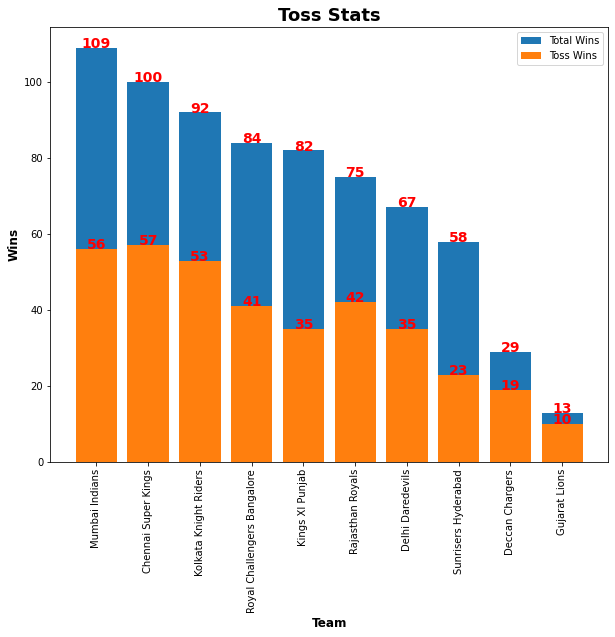 Toss Stats
Total Wins
Toss Wins
109
100
92
84
82
75
67
58
29
13
56
57
53
41
35
42
35
23
19
10
100
80
60
40
20
0
Wins
Mumbai Indians
Chennai Super Kings
Kolkata Knight Riders
Royal Challengers Bangalore
Kings XI Punjab
Rajasthan Royals
Delhi Daredevils
Sunrisers Hyderabad
Deccan Chargers
Gujarat Lions
Team